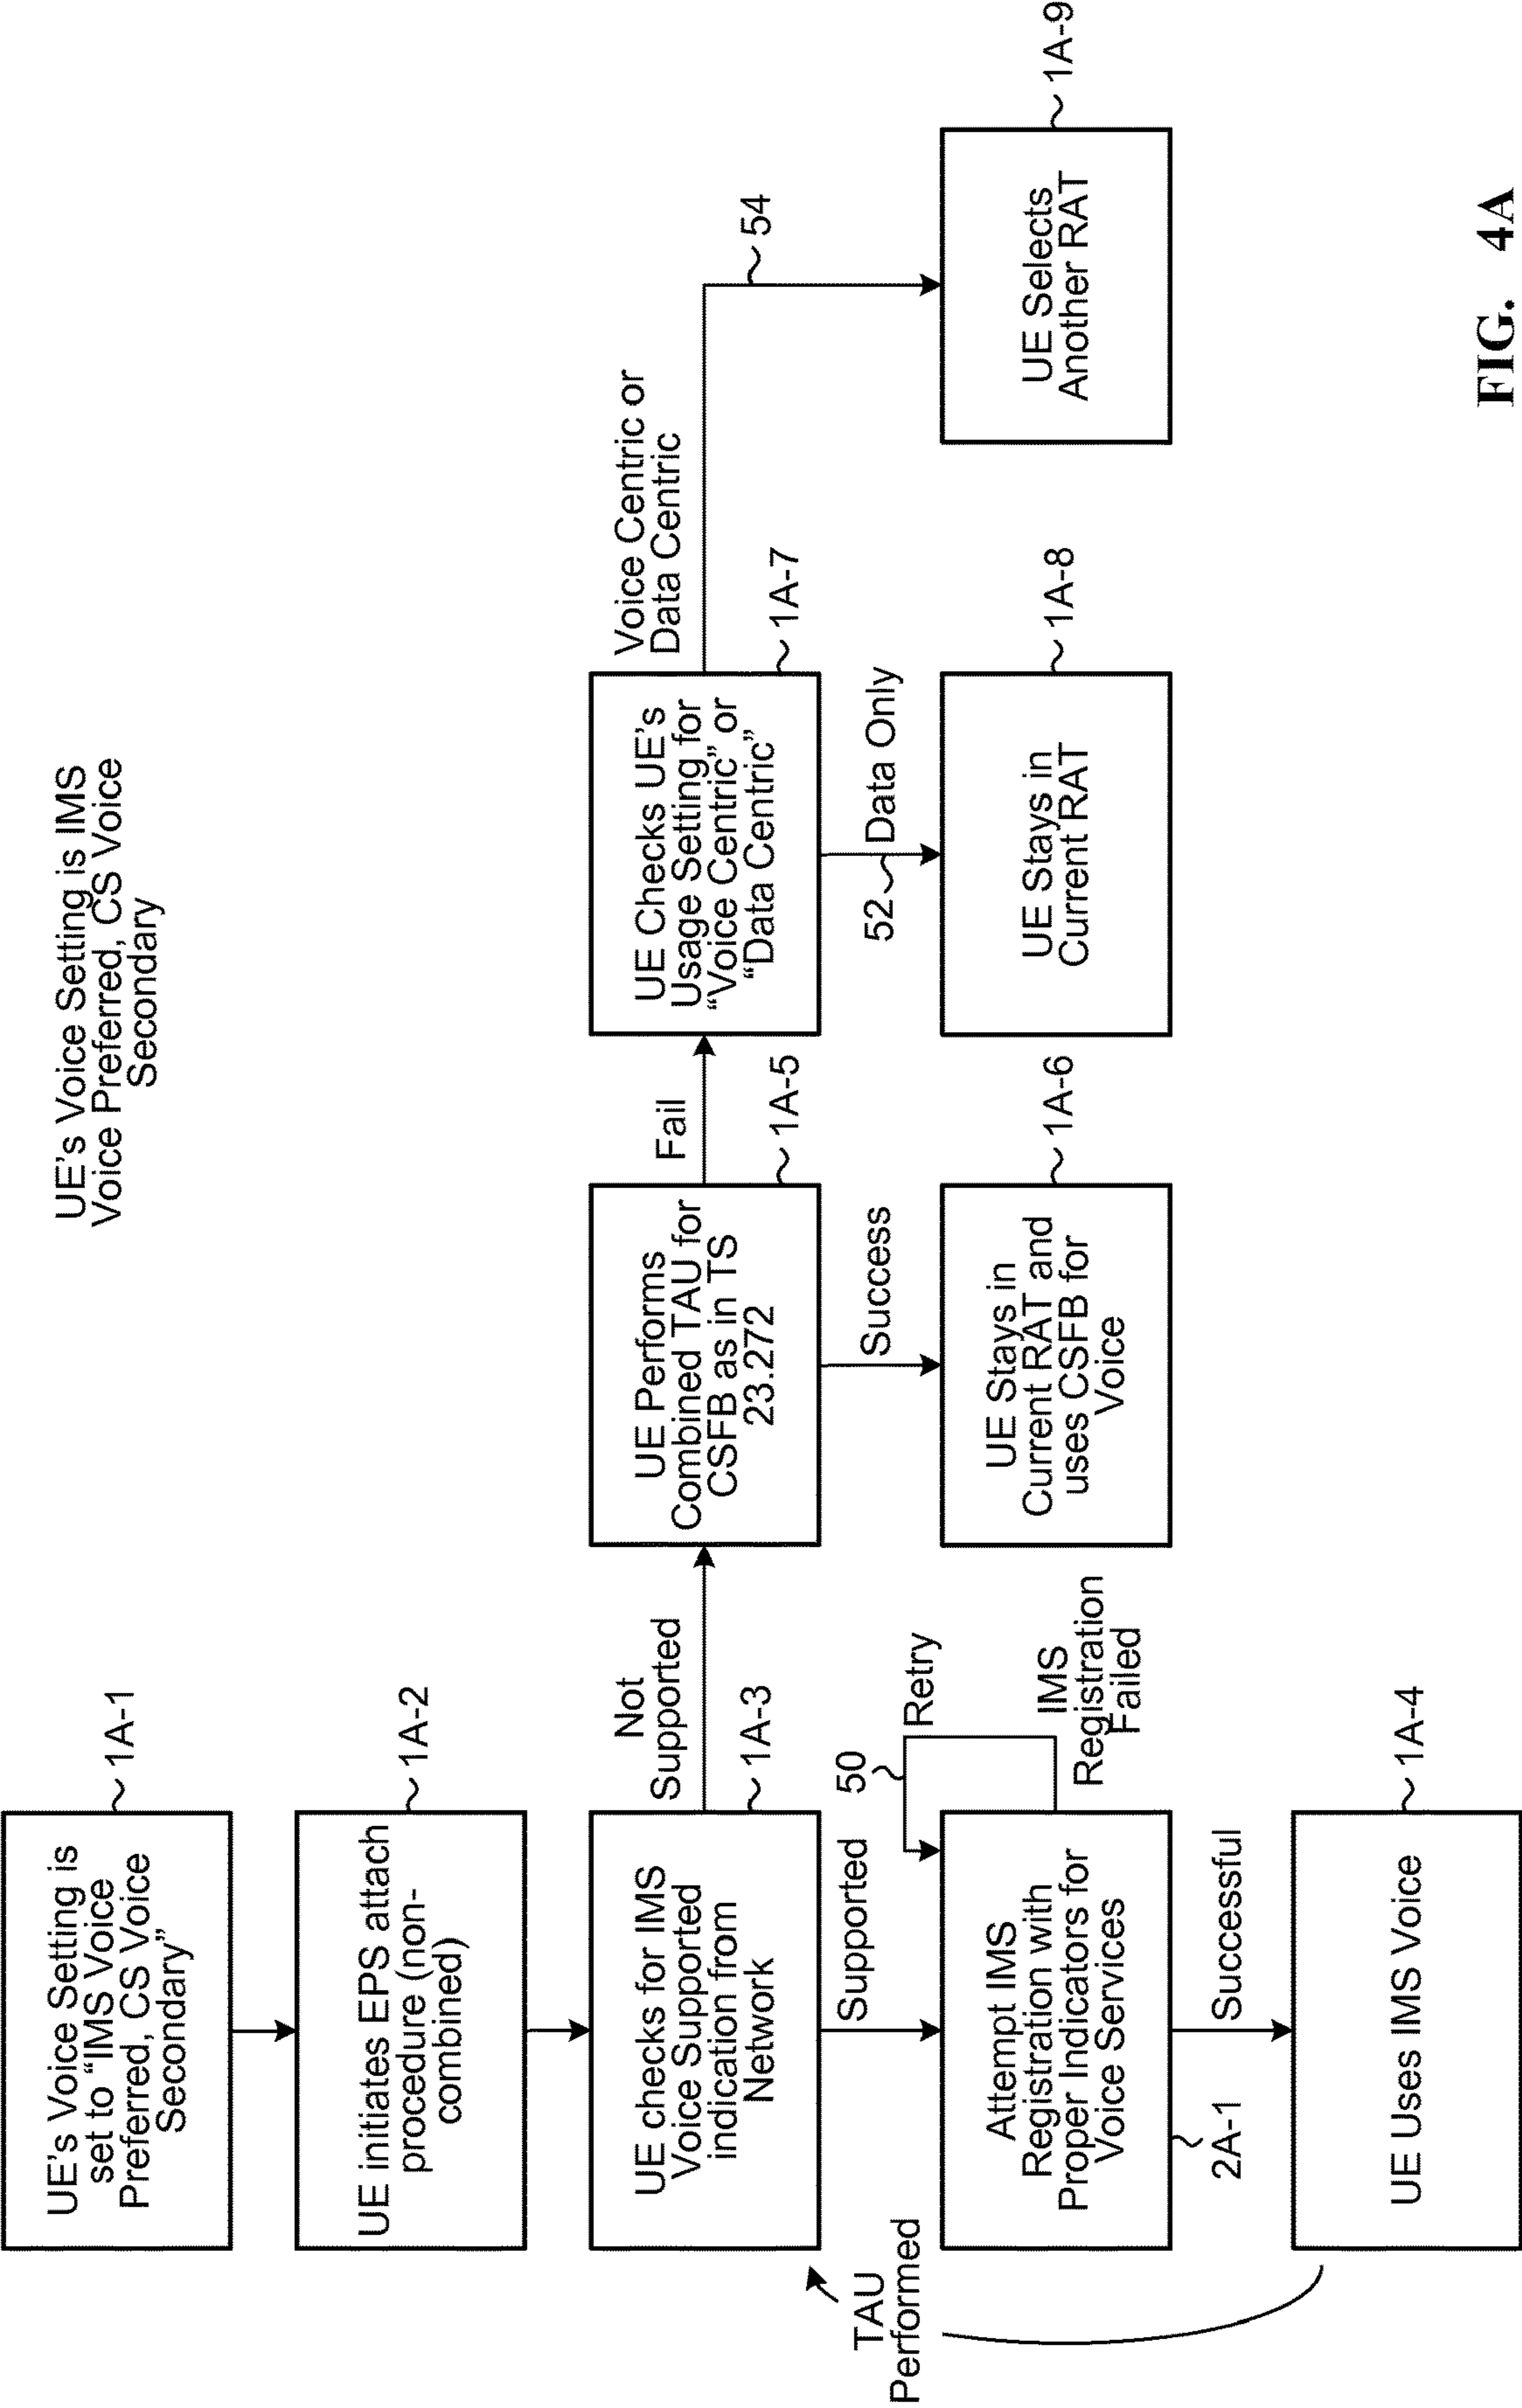 UE's Voice Setting is IMS
Voice Preferred, CS Voice
Secondary
UE's Voice Setting is
set to “IMS Voice
Preferred, CS Voice
Secondary”
1A-1
UE initiates EPS attach
procedure (non-
combined)
1A-2
UE checks for IMS
Voice Supported
indication from
Network
1A-3
Not
Supported
UE Performs
Combined TAU for
CSFB as in TS
23.272
1A-5
Fail
UE Checks UE's
Usage Setting for
“Voice Centric” or
“Data Centric”
1A-7
Voice Centric or
Data Centric
54
TAU
Performed
Supported
50
Retry
Success
52
Data Only
Attempt IMS
Registration with
Proper Indicators for
Voice Services
2A-1
IMS
Registration
Failed
UE Stays in
Current RAT and
uses CSFB for
Voice
1A-6
UE Stays in
Current RAT
1A-8
UE Selects
Another RAT
1A-9
Successful
UE Uses IMS Voice
1A-4
FIG. 4A